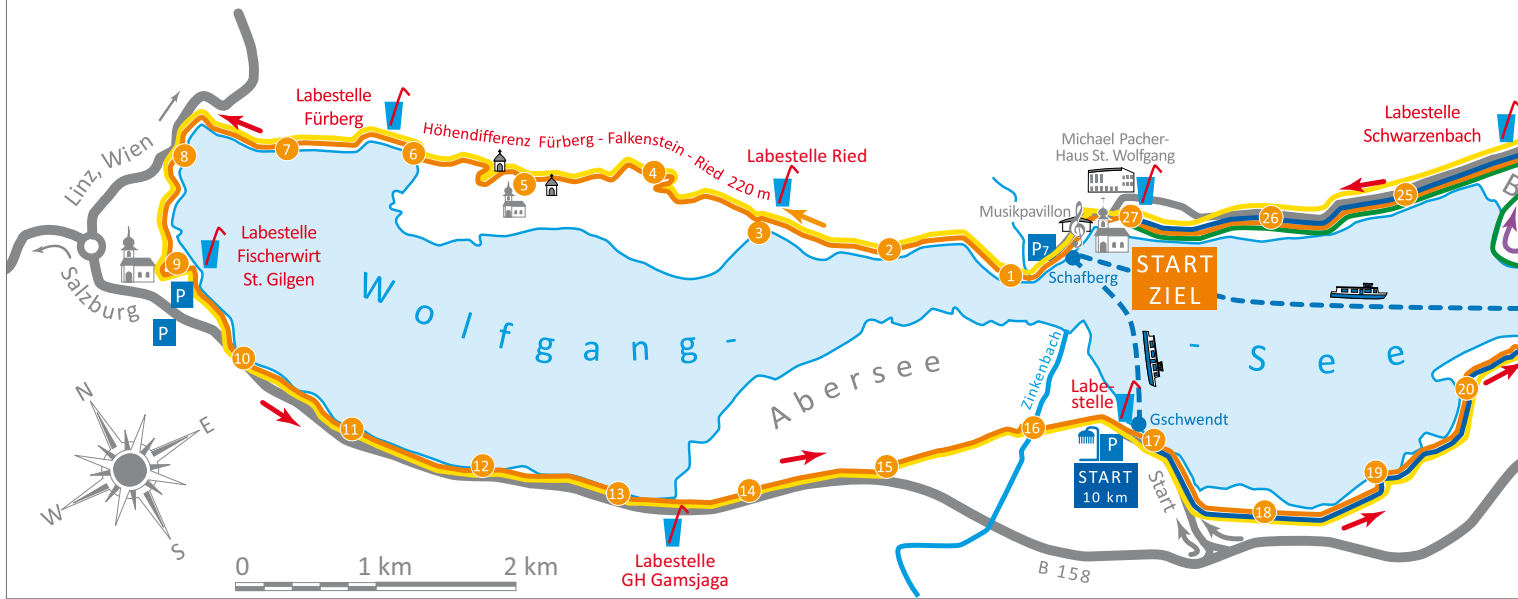 Labestelle
Fürberg
Höhendifferenz Fürberg - Falkenstein - Ried 220 m
Labestelle Ried
Michael Pacher-
Haus St. Wolfgang
Labestelle
Schwarzenbach
Linz, Wien
Salzburg
Labestelle
Fischerwirt
St. Gilgen
Musikpavillon
P7
Schafberg
START
ZIEL
Wolfgang-
-See
Abersee
Zinkenbach
Labe-
stelle
Gschwendt
P
START
10 km
Start
P
P
N
E
W
S
0 1 km 2 km
Labestelle
GH Gamsjaga
B 158
B
1
2
3
4
5
6
7
8
9
10
11
12
13
14
15
16
17
18
19
20
25
26
27